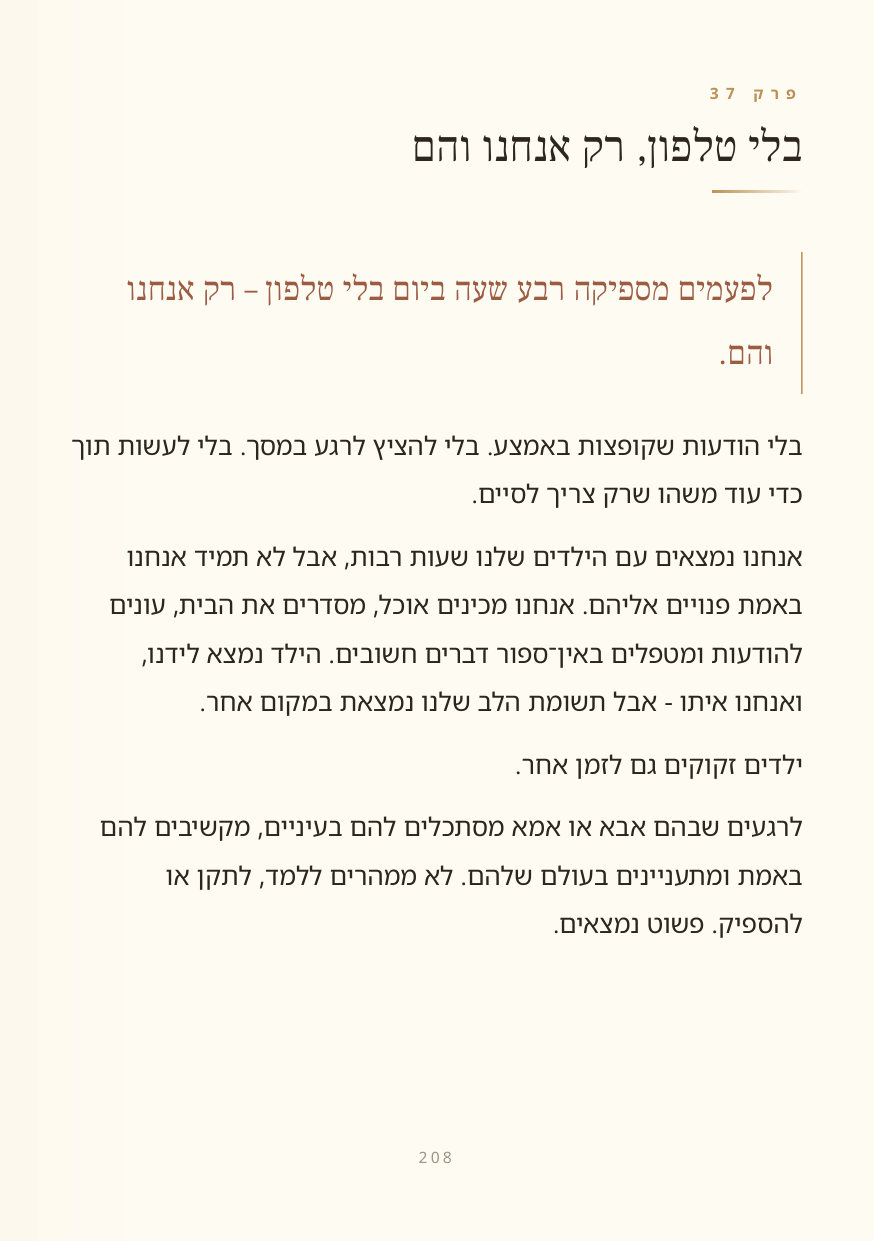 פרק 37
בלי טלפון, רק אנחנו והם
לפעמים מספיקה רבע שעה ביום בלי טלפון – רק אנחנו
והם.
בלי הודעות שקופצות באמצע. בלי להציץ לרגע במסך. בלי לעשות תוך
כדי עוד משהו שרק צריך לסיים.
אנחנו נמצאים עם הילדים שלנו שעות רבות, אבל לא תמיד אנחנו
באמת פנויים אליהם. אנחנו מכינים אוכל, מסדרים את הבית, עונים
להודעות ומטפלים באין־ספור דברים חשובים. הילד נמצא לידנו,
ואנחנו איתו - אבל תשומת הלב שלנו נמצאת במקום אחר.
ילדים זקוקים גם לזמן אחר.
לרגעים שבהם אבא או אמא מסתכלים להם בעיניים, מקשיבים להם
באמת ומתעניינים בעולם שלהם. לא ממהרים ללמד, לתקן או
להספיק. פשוט נמצאים.
208